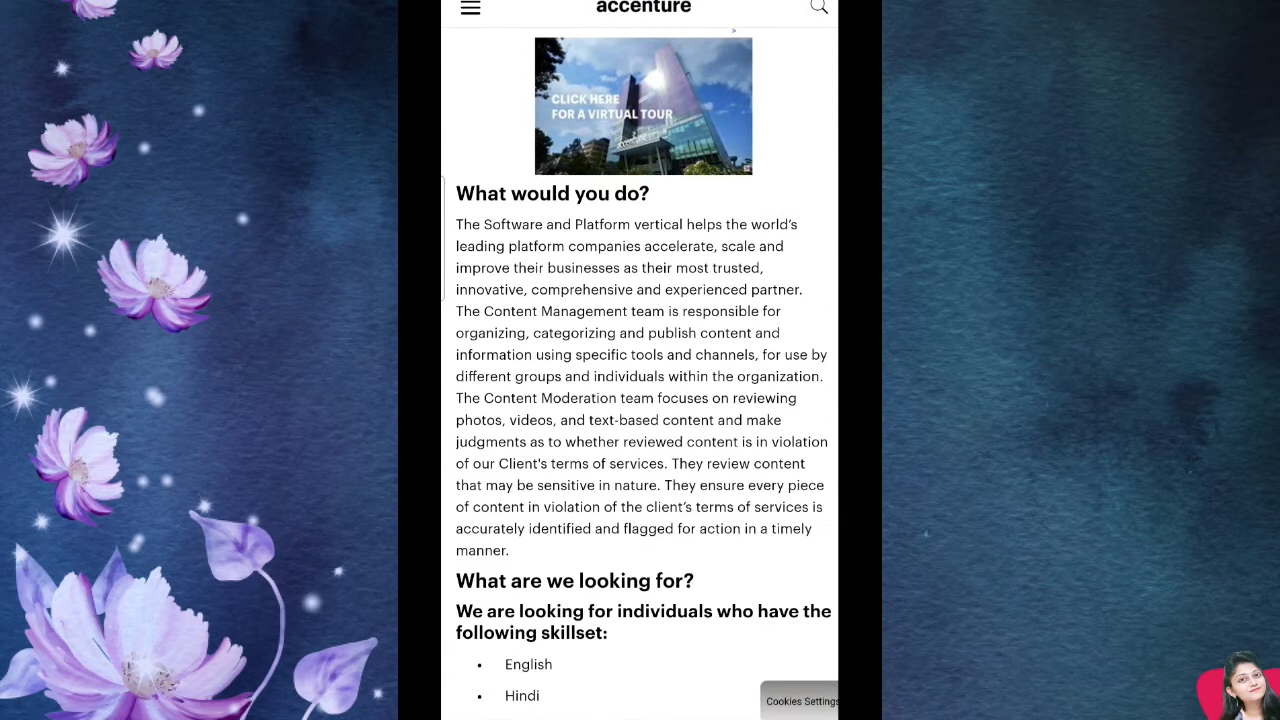 accenture
CLICK HERE
FOR A VIRTUAL TOUR
accenture
What would you do?
The Software and Platform vertical helps the world’s
leading platform companies accelerate, scale and
improve their businesses as their most trusted,
innovative, comprehensive and experienced partner.
The Content Management team is responsible for
organizing, categorizing and publish content and
information using specific tools and channels, for use by
different groups and individuals within the organization.
The Content Moderation team focuses on reviewing
photos, videos, and text-based content and make
judgments as to whether reviewed content is in violation
of our Client's terms of services. They review content
that may be sensitive in nature. They ensure every piece
of content in violation of the client’s terms of services is
accurately identified and flagged for action in a timely
manner.
What are we looking for?
We are looking for individuals who have the
following skillset:
• English
• Hindi
Cookies Settings